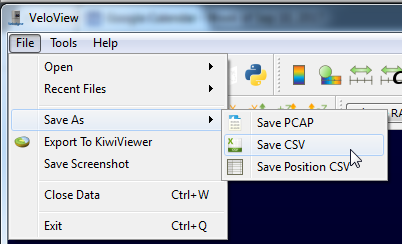 VeloView
File Tools Help
Open
Recent Files
Save As
Export To KiwiViewer
Save Screenshot
Close Data Ctrl+W
Exit Ctrl+Q
Save PCAP
Save CSV
Save Position CSV
RA